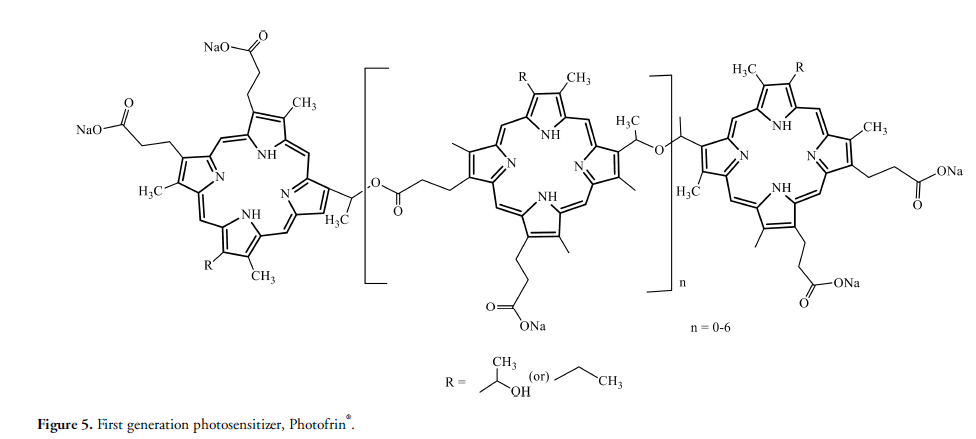 NaO
O
NaO
O
CH3
NH
H3C
N
N
NH
R
CH3
H3C
O
O
R
CH3
NH
N
N
NH
H3C
O
O
ONa
n
H3C
R
NH
N
N
NH
CH3
H3C
ONa
O
ONa
O
n = 0-6
R =
CH3
OH
(or)
CH3
Figure 5. First generation photosensitizer, Photofrin®.